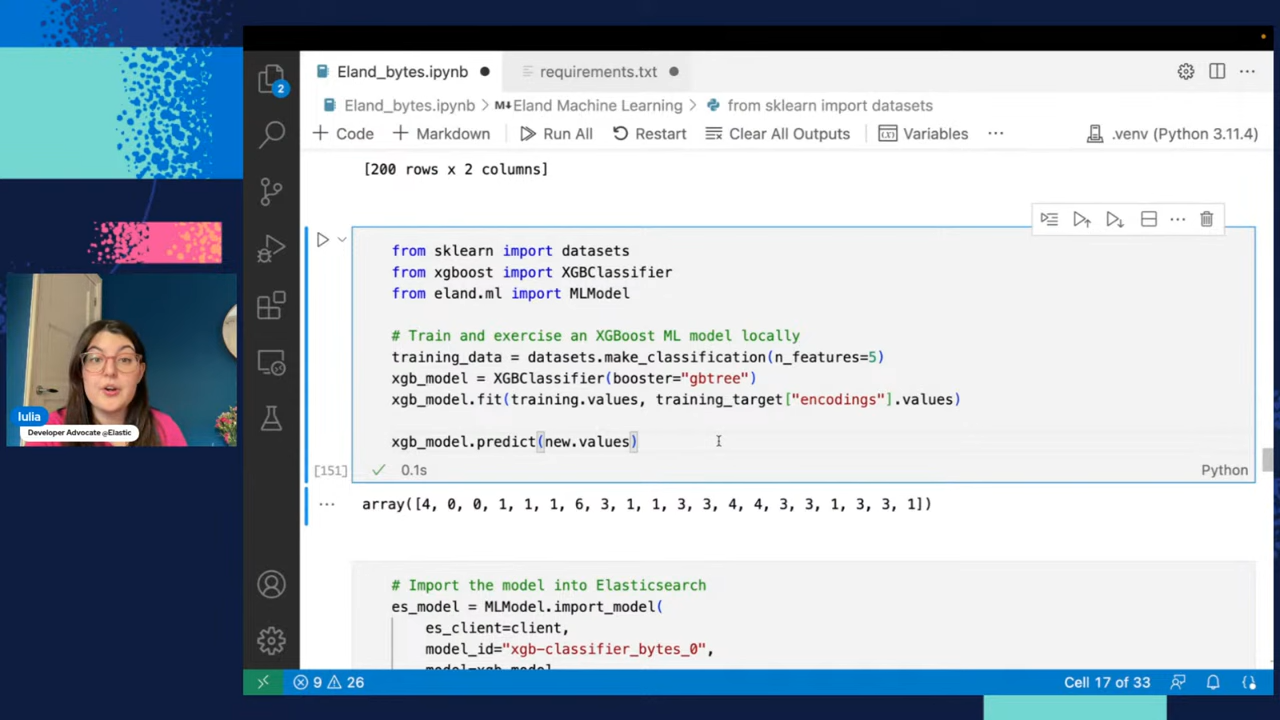 Eland_bytes.ipynb
requirements.txt
Eland_bytes.ipynb > M↓Eland Machine Learning > from sklearn import datasets
+ Code + Markdown Run All Restart Clear All Outputs Variables ... .venv (Python 3.11.4)
2
[200 rows x 2 columns]
from sklearn import datasets
from xgboost import XGBClassifier
from eland.ml import MLModel
# Train and exercise an XGBoost ML model locally
training_data = datasets.make_classification(n_features=5)
xgb_model = XGBClassifier(booster="gbtree")
xgb_model.fit(training.values, training_target["encodings"].values)
xgb_model.predict(new.values)
[151] 0.1s Python
array([4, 0, 0, 1, 1, 1, 6, 3, 1, 1, 3, 3, 4, 4, 3, 3, 1, 3, 3, 1])
# Import the model into Elasticsearch
es_model = MLModel.import_model(
es_client=client,
model_id="xgb-classifier_bytes_0",
model=xgb_model,
Iulia
Developer Advocate @Elastic
9 26 Cell 17 of 33